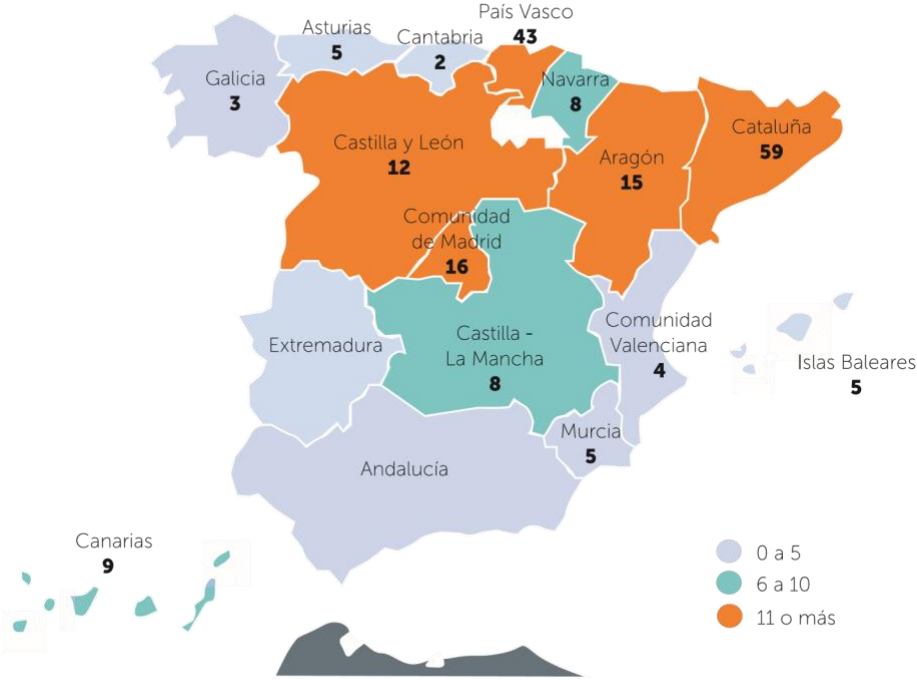 País Vasco
43
Asturias
5
Cantabria
2
Galicia
3
Navarra
8
Castilla y León
12
Aragón
15
Cataluña
59
Comunidad
de Madrid
16
Extremadura
Castilla -
La Mancha
8
Comunidad
Valenciana
4
Islas Baleares
5
Murcia
5
Andalucía
Canarias
9
0 a 5
6 a 10
11 o más